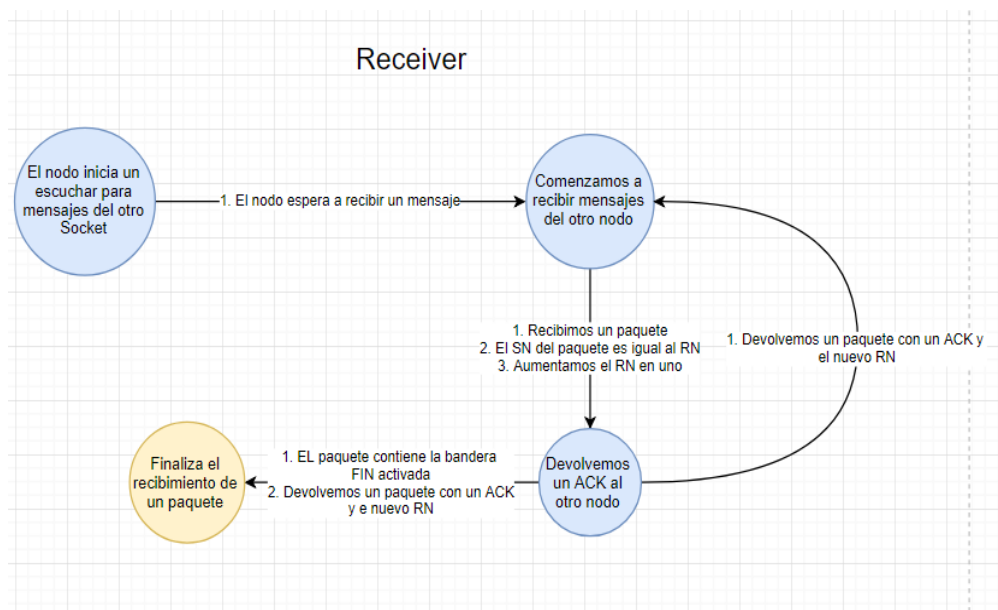 Receiver
El nodo inicia un
escuchar para
mensajes del otro
Socket
1. El nodo espera a recibir un mensaje
Comenzamos a
recibir mensajes
del otro nodo
1. Recibimos un paquete
2. El SN del paquete es igual al RN
3. Aumentamos el RN en uno
1. Devolvemos un paquete con un ACK y
el nuevo RN
Finaliza el
recibimiento de
un paquete
1. EL paquete contiene la bandera
FIN activada
2. Devolvemos un paquete con un ACK
y e nuevo RN
Devolvemos
un ACK al
otro nodo